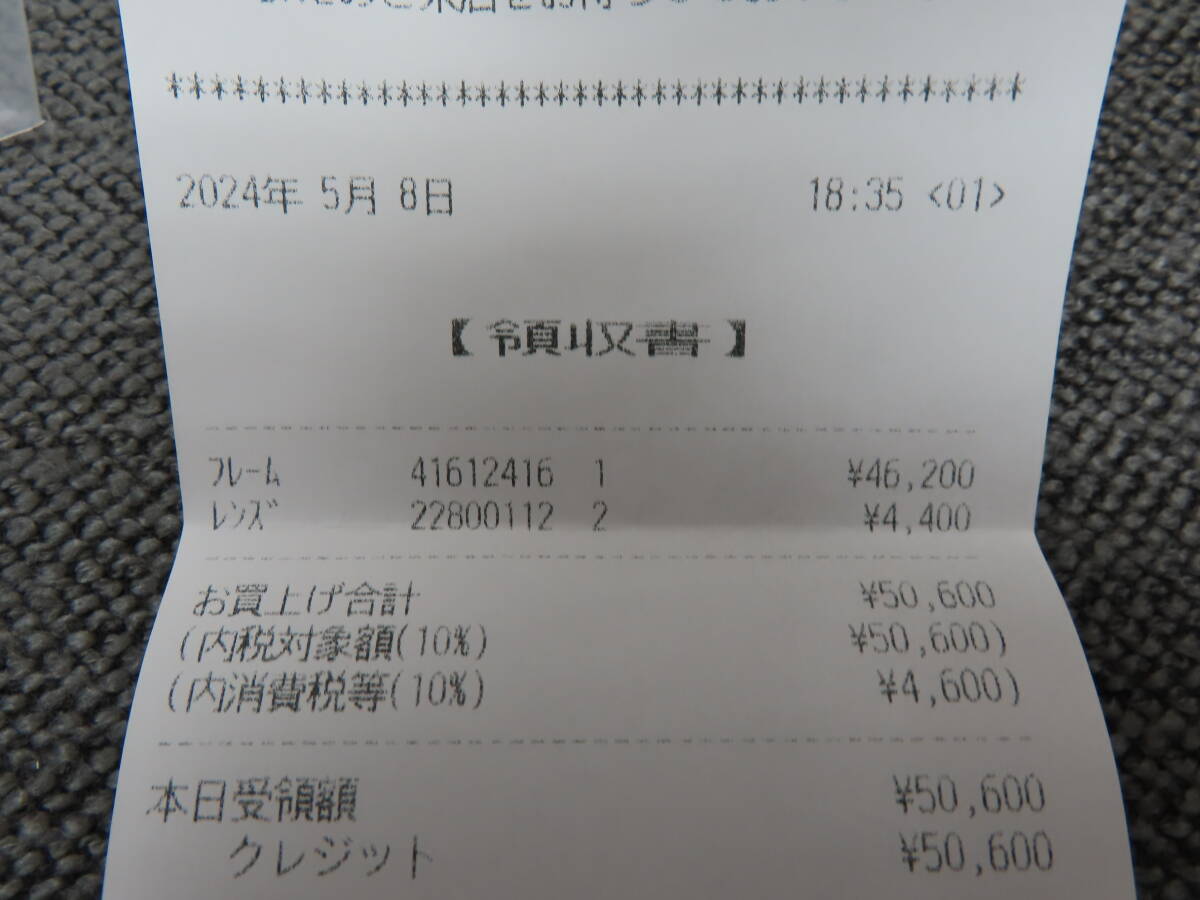 ********************************************
2024年 5月 8日 18:35 <01>
【 領収書 】
フレーム 41612416 1 ¥46,200
レンズ 22800112 2 ¥4,400
お買上げ合計 ¥50,600
(内税対象額(10%) ¥50,600)
(内消費税等(10%) ¥4,600)
本日受領額 ¥50,600
クレジット ¥50,600